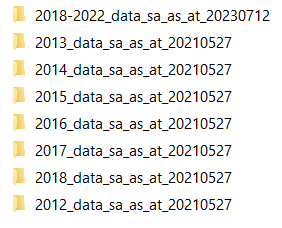 2018-2022_data_sa_as_at_20230712
2013_data_sa_as_at_20210527
2014_data_sa_as_at_20210527
2015_data_sa_as_at_20210527
2016_data_sa_as_at_20210527
2017_data_sa_as_at_20210527
2018_data_sa_as_at_20210527
2012_data_sa_as_at_20210527